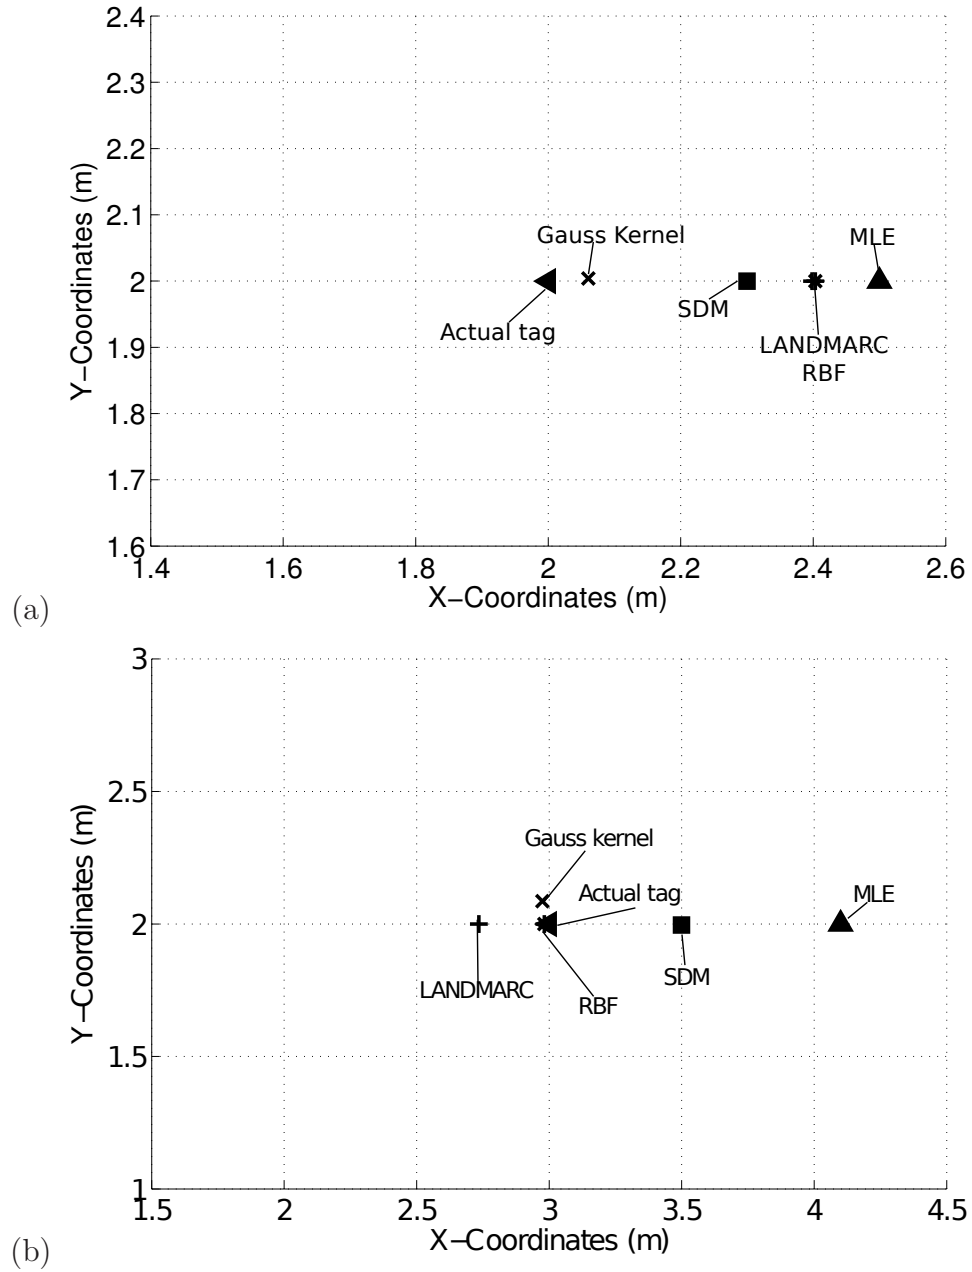 2.4
2.3
2.2
2.1
2
1.9
1.8
1.7
1.6
Y−Coordinates (m)
Gauss Kernel
MLE
SDM
Actual tag
LANDMARC
RBF
1.4 1.6 1.8 2 2.2 2.4 2.6
X−Coordinates (m)
(a)
3
2.5
2
1.5
1
Y−Coordinates (m)
Gauss kernel
Actual tag
MLE
SDM
LANDMARC
RBF
1.5 2 2.5 3 3.5 4 4.5
X−Coordinates (m)
(b)